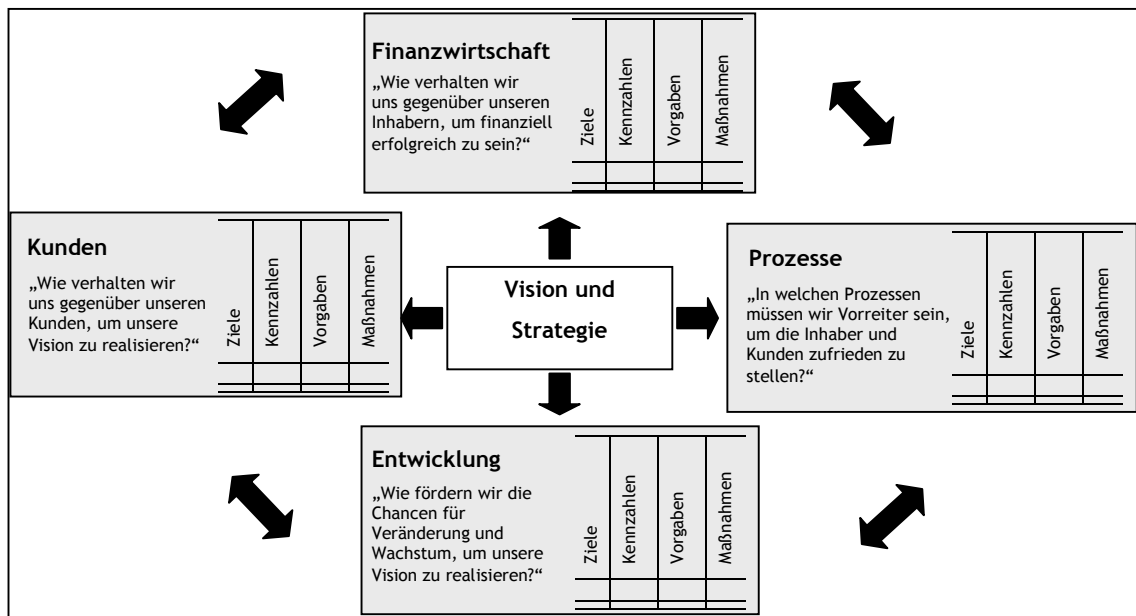 Finanzwirtschaft
„Wie verhalten wir
uns gegenüber unseren
Inhabern, um finanziell
erfolgreich zu sein?“
Ziele
Kennzahlen
Vorgaben
Maßnahmen
Kunden
„Wie verhalten wir
uns gegenüber unseren
Kunden, um unsere
Vision zu realisieren?“
Ziele
Kennzahlen
Vorgaben
Maßnahmen
Vision und
Strategie
Prozesse
„In welchen Prozessen
müssen wir Vorreiter sein,
um die Inhaber und
Kunden zufrieden zu
stellen?“
Ziele
Kennzahlen
Vorgaben
Maßnahmen
Entwicklung
„Wie fördern wir die
Chancen für
Veränderung und
Wachstum, um unsere
Vision zu realisieren?“
Ziele
Kennzahlen
Vorgaben
Maßnahmen